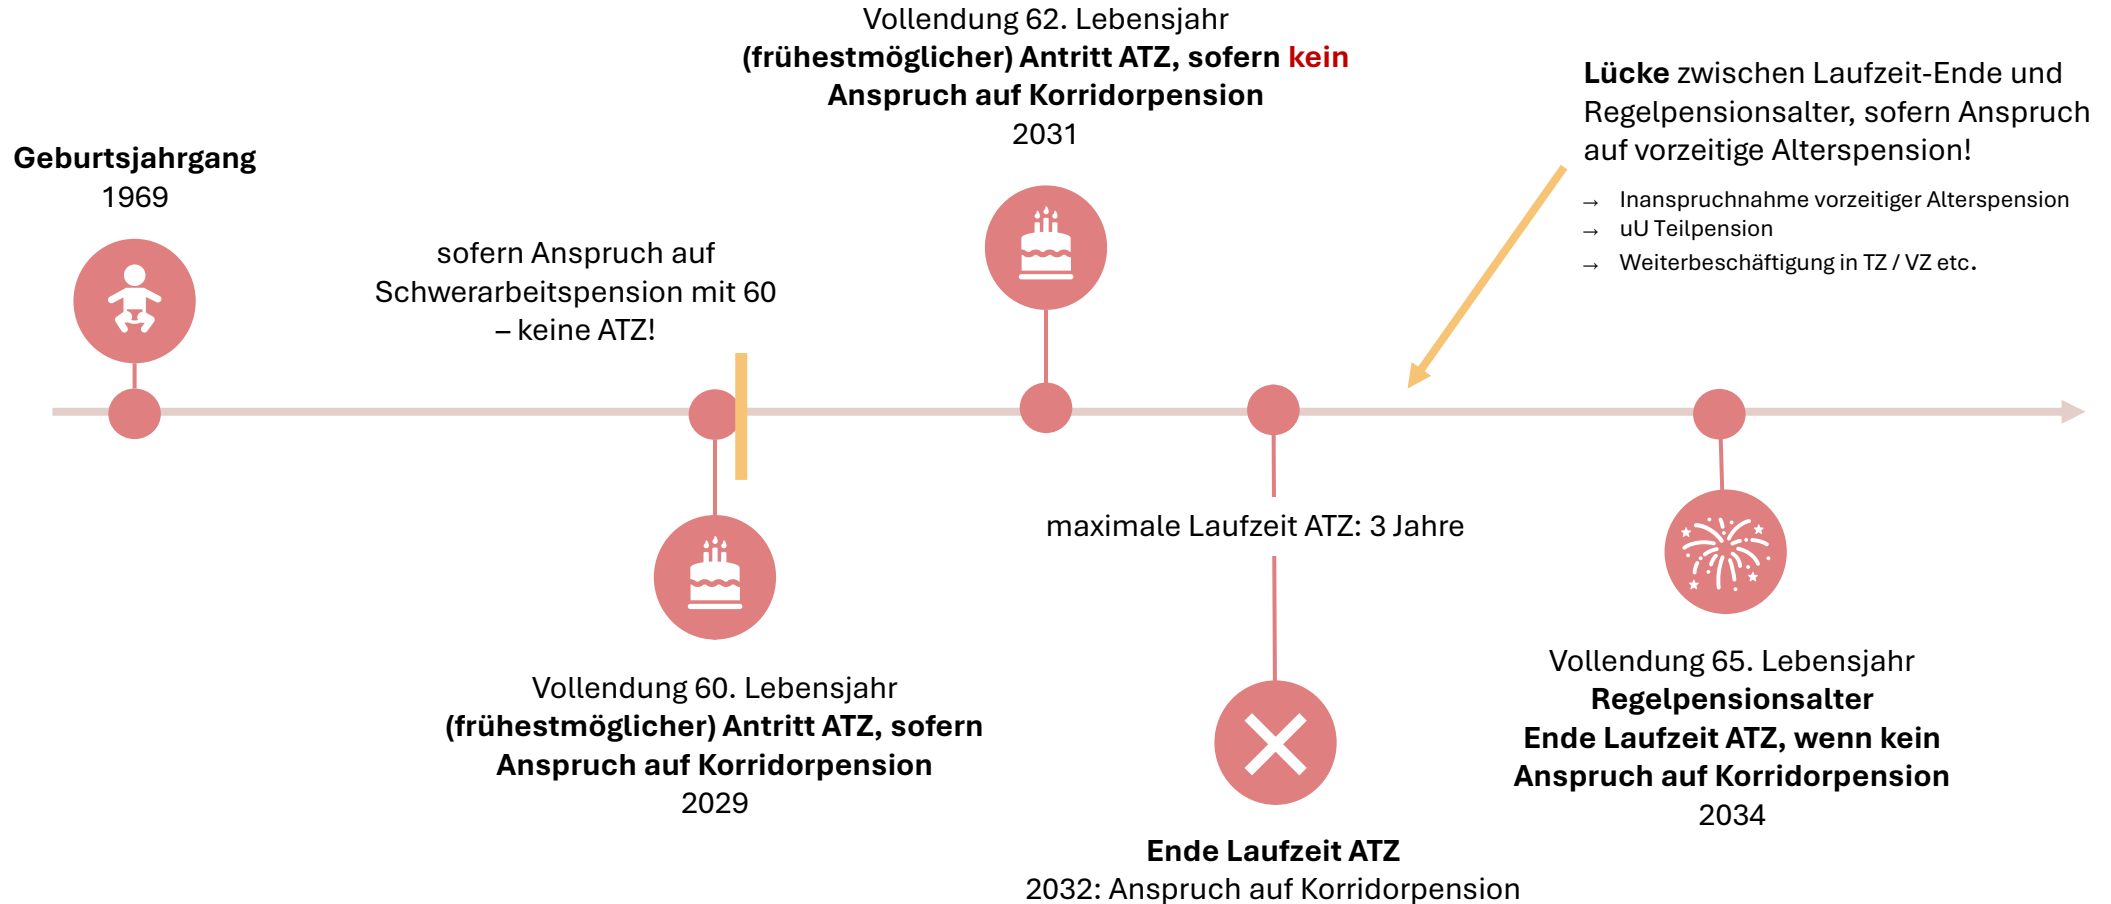 Geburtsjahrgang
1969
sofern Anspruch auf
Schwerarbeitspension mit 60
– keine ATZ!
Vollendung 60. Lebensjahr
(frühestmöglicher) Antritt ATZ, sofern
Anspruch auf Korridorpension
2029
Vollendung 62. Lebensjahr
(frühestmöglicher) Antritt ATZ, sofern kein
Anspruch auf Korridorpension
2031
maximale Laufzeit ATZ: 3 Jahre
Ende Laufzeit ATZ
2032: Anspruch auf Korridorpension
Lücke zwischen Laufzeit-Ende und
Regelpensionsalter, sofern Anspruch
auf vorzeitige Alterspension!
→ Inanspruchnahme vorzeitiger Alterspension
→ uU Teilpension
→ Weiterbeschäftigung in TZ / VZ etc.
Vollendung 65. Lebensjahr
Regelpensionsalter
Ende Laufzeit ATZ, wenn kein
Anspruch auf Korridorpension
2034